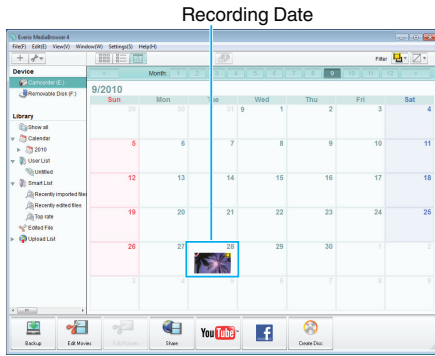 Recording Date
Everio MediaBrowser 4
File(F) Edit(E) View(V) Window(W) Settings(S) Help(H)
Filter
Device
Camcorder (E:)
Removable Disk (F:)
Library
Show all
Calendar
2010
User List
Untitled
Smart List
Recently imported files
Recently edited files
Top rate
Edited File
Upload List
Month 1 2 3 4 5 6 7 8 9 10 11 12
9/2010
Sun Mon Tue Wed Thu Fri Sat
29 30 31 9 1 2 3 4
5 6 7 8 9 10 11
12 13 14 15 16 17 18
19 20 21 22 23 24 25
26 27 28 29 30 1 2
3 4 5 6 7 8 9
Backup Edit Movies Share YouTube f Create Disc